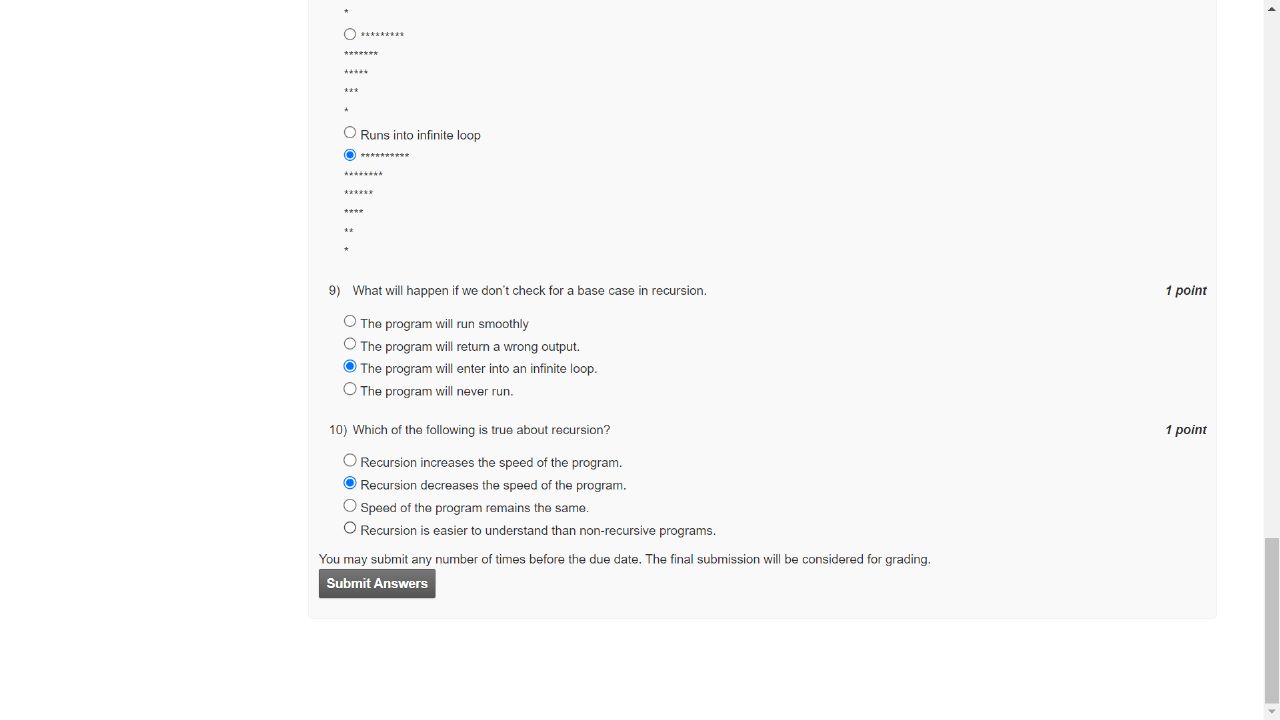 *
*********
*******
*****
***
*
Runs into infinite loop
**********
********
******
****
**
*
9) What will happen if we don't check for a base case in recursion. 1 point
The program will run smoothly
The program will return a wrong output.
The program will enter into an infinite loop.
The program will never run.
10) Which of the following is true about recursion? 1 point
Recursion increases the speed of the program.
Recursion decreases the speed of the program.
Speed of the program remains the same.
Recursion is easier to understand than non-recursive programs.
You may submit any number of times before the due date. The final submission will be considered for grading.
Submit Answers